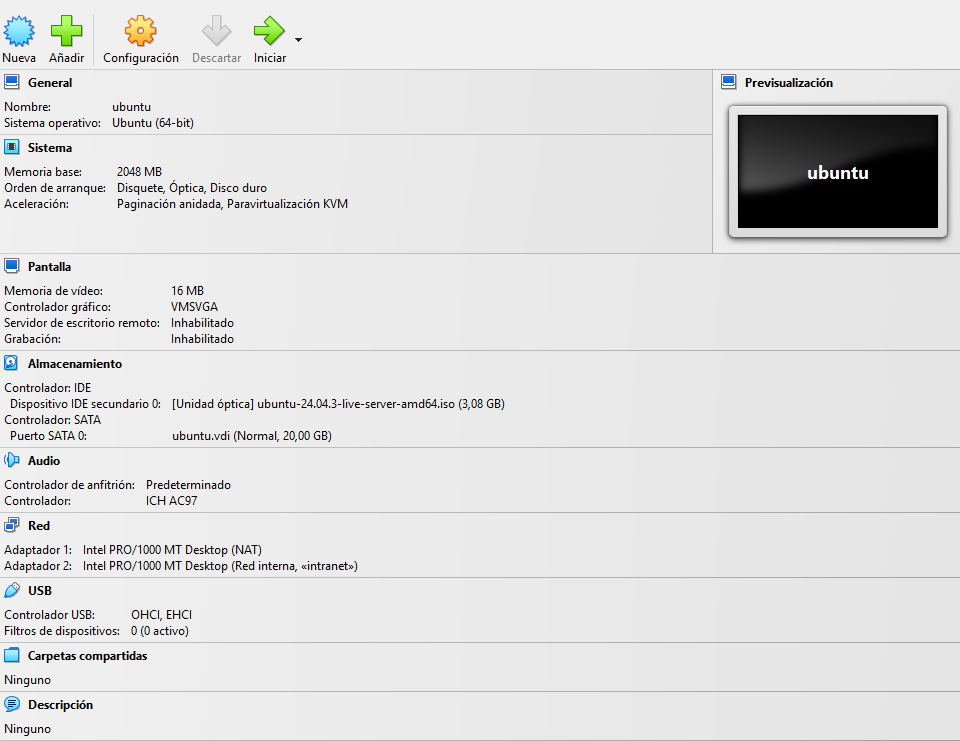 Nueva Añadir Configuración Descartar Iniciar
General
Nombre: ubuntu
Sistema operativo: Ubuntu (64-bit)
Previsualización
ubuntu
Sistema
Memoria base: 2048 MB
Orden de arranque: Disquete, Óptica, Disco duro
Aceleración: Paginación anidada, Paravirtualización KVM
Pantalla
Memoria de vídeo: 16 MB
Controlador gráfico: VMSVGA
Servidor de escritorio remoto: Inhabilitado
Grabación: Inhabilitado
Almacenamiento
Controlador: IDE
Dispositivo IDE secundario 0: [Unidad óptica] ubuntu-24.04.3-live-server-amd64.iso (3,08 GB)
Controlador: SATA
Puerto SATA 0: ubuntu.vdi (Normal, 20,00 GB)
Audio
Controlador de anfitrión: Predeterminado
Controlador: ICH AC97
Red
Adaptador 1: Intel PRO/1000 MT Desktop (NAT)
Adaptador 2: Intel PRO/1000 MT Desktop (Red interna, «intranet»)
USB
Controlador USB: OHCI, EHCI
Filtros de dispositivos: 0 (0 activo)
Carpetas compartidas
Ninguno
Descripción
Ninguno